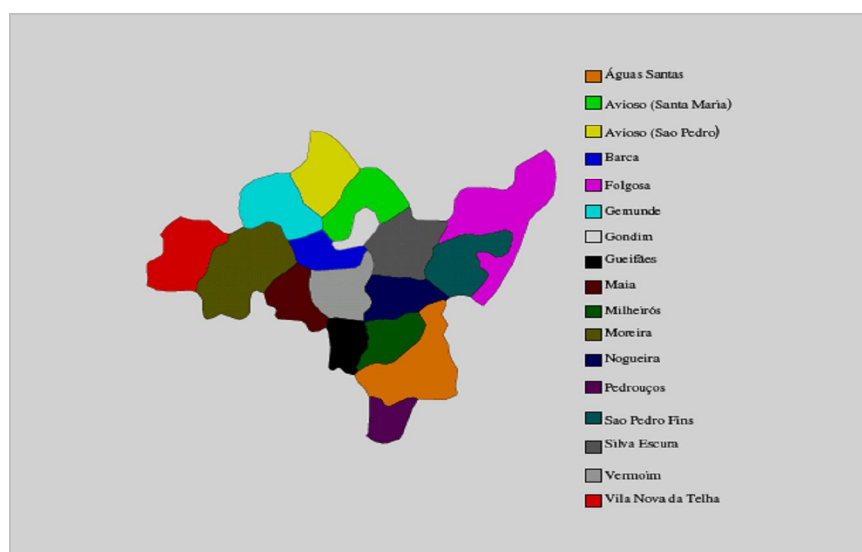 Águas Santas
Avioso (Santa Maria)
Avioso (Sao Pedro)
Barca
Folgosa
Gemunde
Gondim
Gueifães
Maia
Milheirós
Moreira
Nogueira
Pedrouços
Sao Pedro Fins
Silva Escura
Vermoim
Vila Nova da Telha